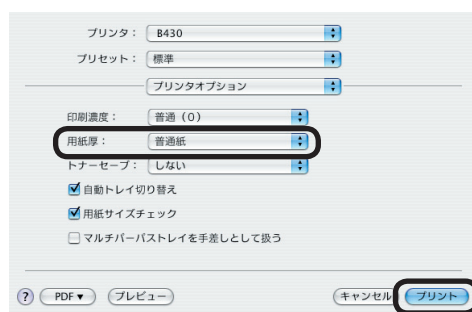 プリンタ： B430
プリセット： 標準
プリンタオプション
印刷濃度： 普通（0）
用紙厚： 普通紙
トナーセーブ： しない
自動トレイ切り替え
用紙サイズチェック
マルチパーパストレイを手差しとして扱う
? PDF▼ プレビュー キャンセル プリント